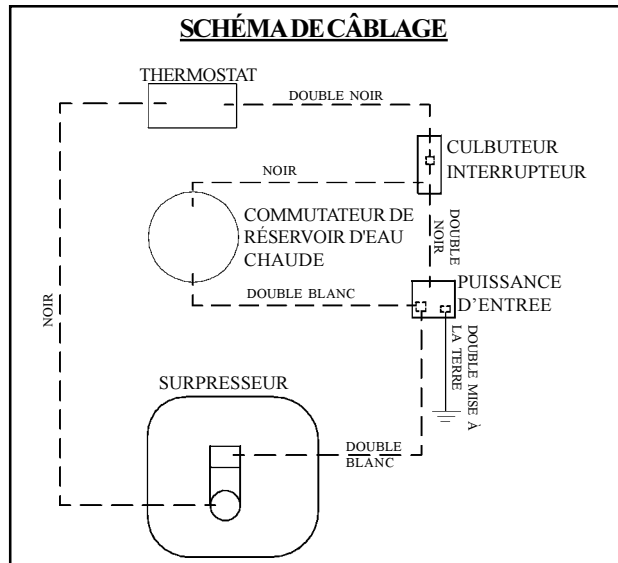 SCHÉMA DE CÂBLAGE
THERMOSTAT
DOUBLE NOIR
CULBUTEUR
INTERRUPTEUR
NOIR
COMMUTATEUR DE
RÉSERVOIR D'EAU
CHAUDE
DOUBLE
NOIR
DOUBLE BLANC
PUISSANCE
D'ENTREE
NOIR
DOUBLE MISE À
LA TERRE
SURPRESSEUR
DOUBLE
BLANC